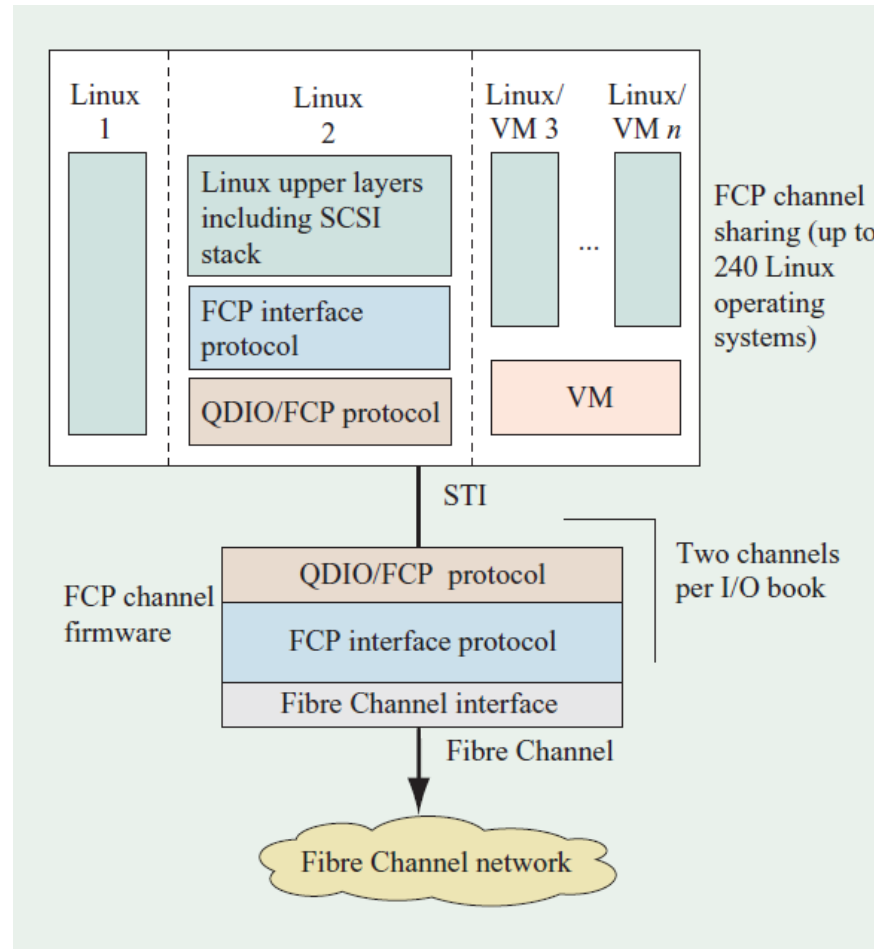 Linux
1
Linux
2
Linux/
VM 3
Linux/
VM n
Linux upper layers
including SCSI
stack
...
FCP interface
protocol
QDIO/FCP protocol
VM
FCP channel
sharing (up to
240 Linux
operating
systems)
STI
Two channels
per I/O book
FCP channel
firmware
QDIO/FCP protocol
FCP interface protocol
Fibre Channel interface
Fibre Channel
Fibre Channel network